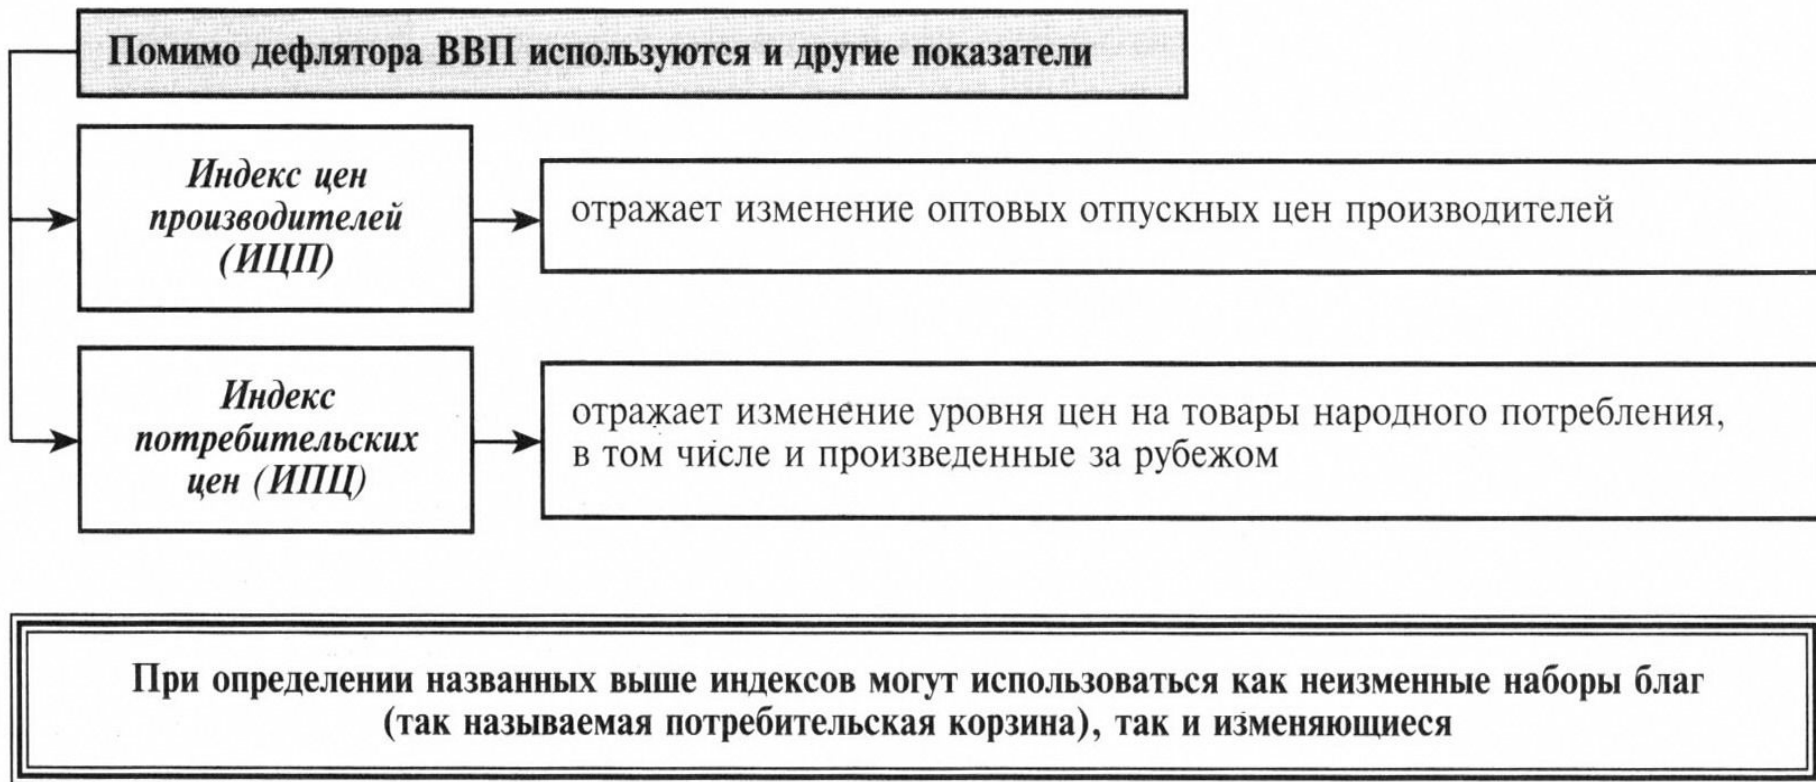 Помимо дефлятора ВВП используются и другие показатели
Индекс цен
производителей
(ИЦП)
отражает изменение оптовых отпускных цен производителей
Индекс
потребительских
цен (ИПЦ)
отражает изменение уровня цен на товары народного потребления,
в том числе и произведенные за рубежом
При определении названных выше индексов могут использоваться как неизменные наборы благ
(так называемая потребительская корзина), так и изменяющиеся